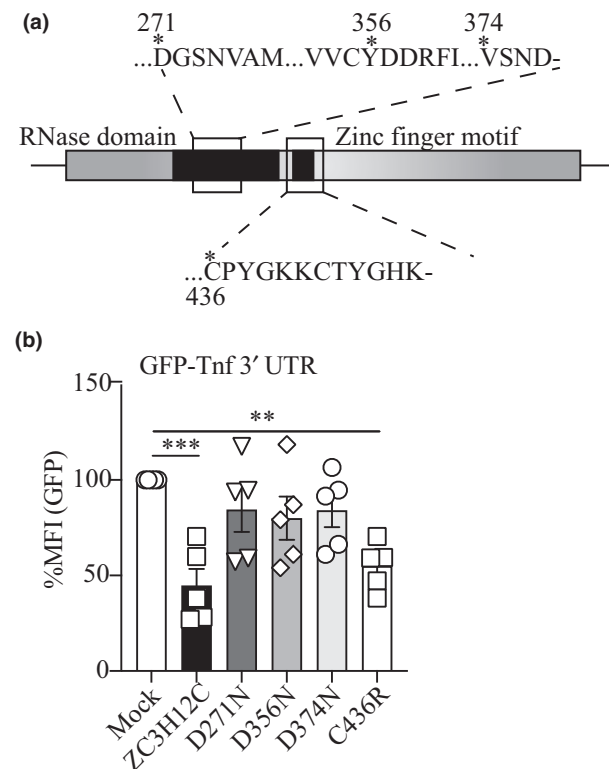 (a)
271 356 374
* * *
...DGSNVAM...VVCYDDRFI...VSND-
RNase domain Zinc finger motif
*
...CPYGKKCTYGHK-
436
(b)
GFP-Tnf 3′ UTR
150
**
***
100
50
0
%MFI (GFP)
Mock
ZC3H12C
D271N
D356N
D374N
C436R